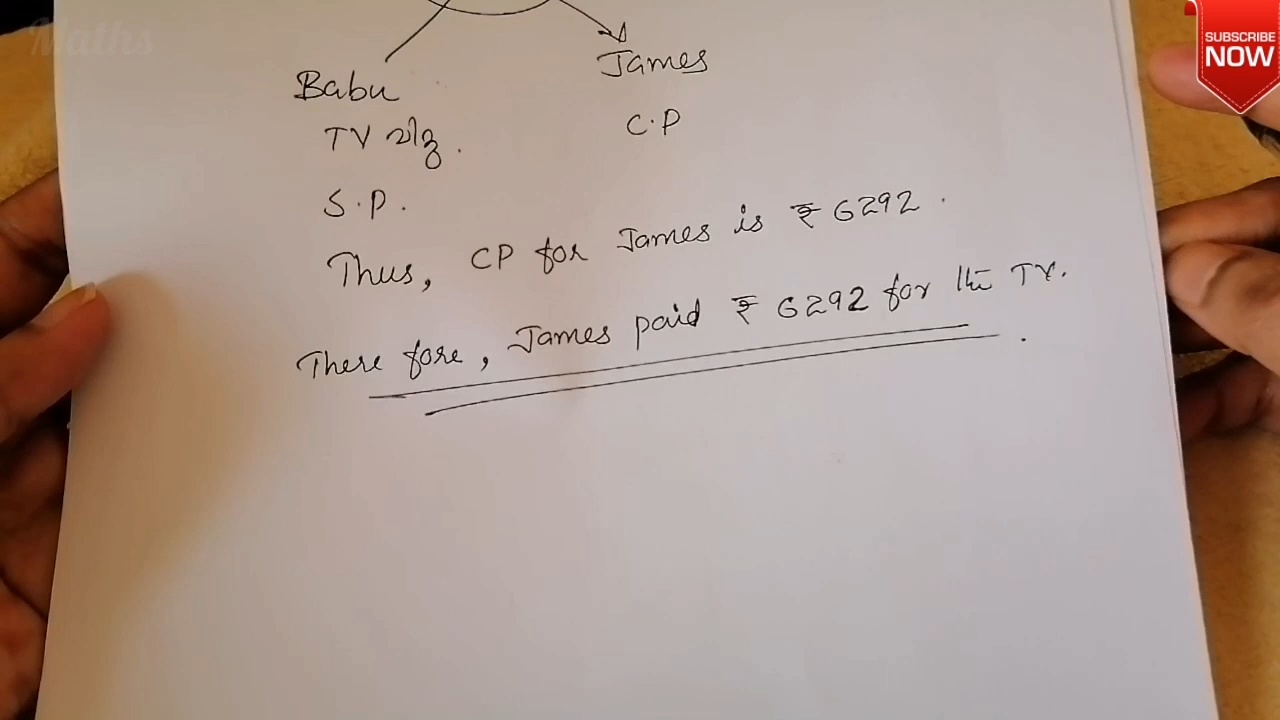 Maths
SUBSCRIBE
NOW
Babu
James
TV
C.P
S.P.
Thus, CP for James is ₹ 6292.
There fore, James paid ₹ 6292 for the TV.